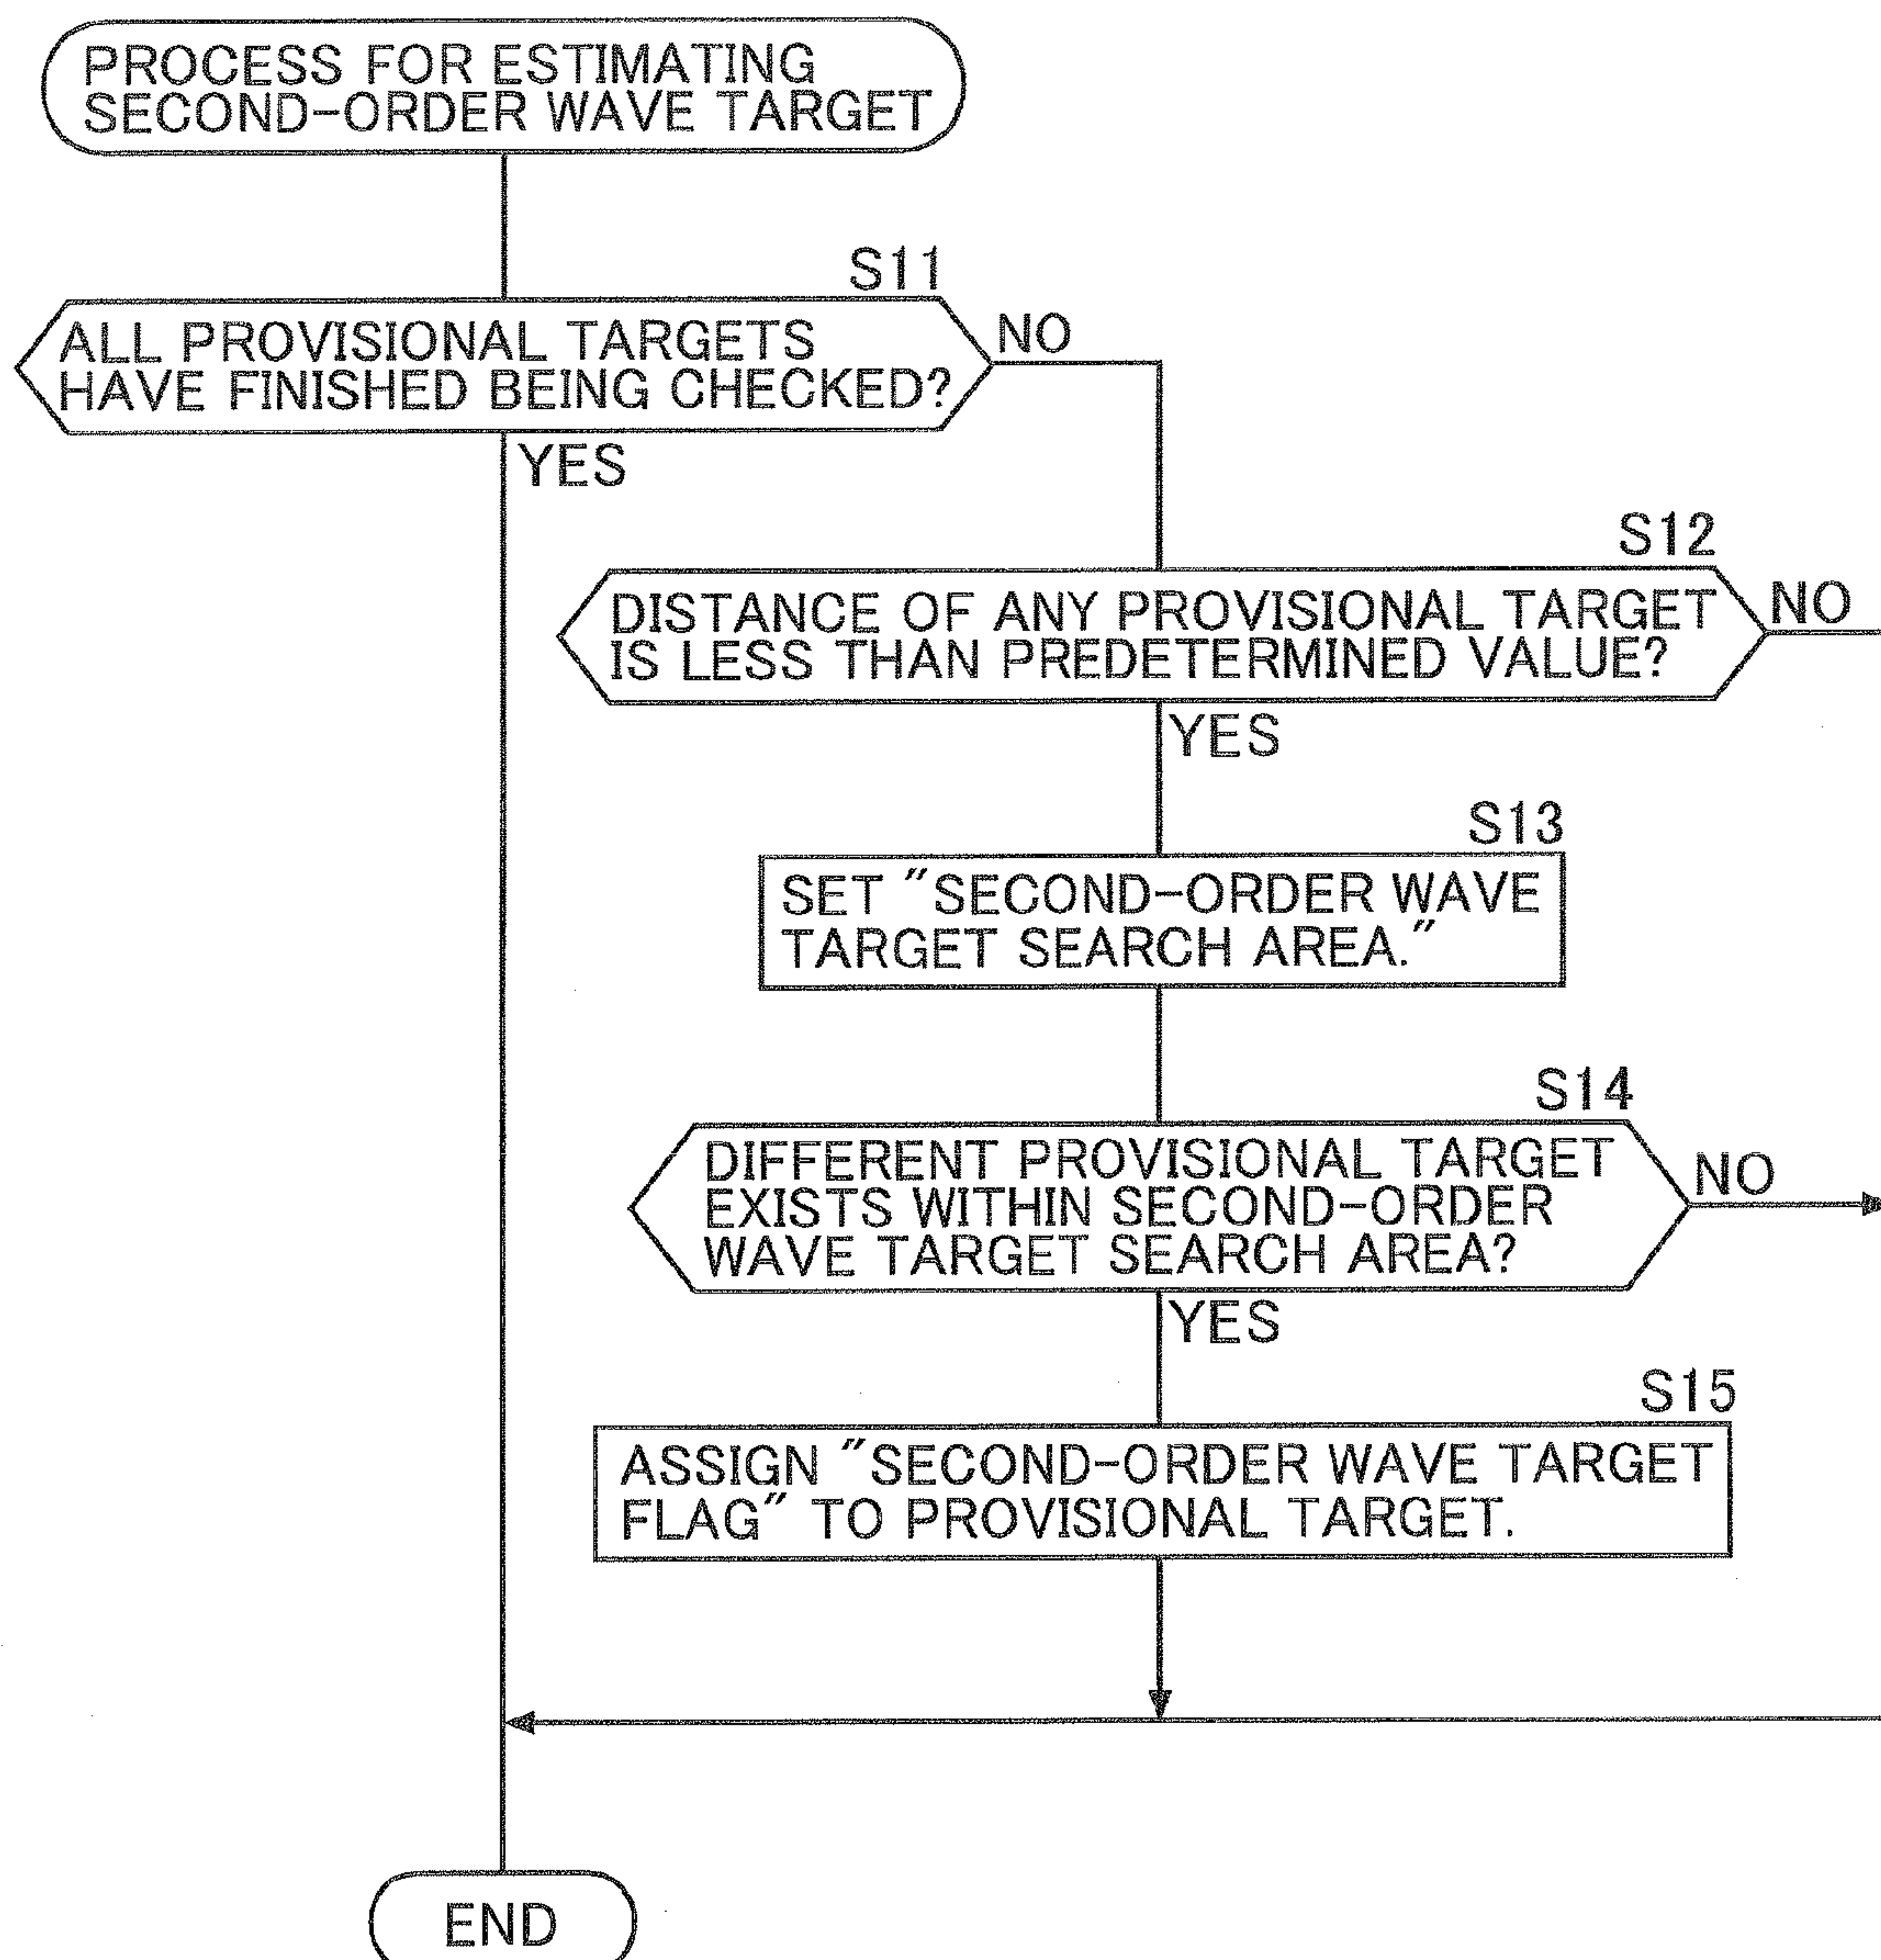 PROCESS FOR ESTIMATING
SECOND-ORDER WAVE TARGET
S11
ALL PROVISIONAL TARGETS
HAVE FINISHED BEING CHECKED?
NO
YES
S12
DISTANCE OF ANY PROVISIONAL TARGET
IS LESS THAN PREDETERMINED VALUE?
NO
YES
S13
SET "SECOND-ORDER WAVE
TARGET SEARCH AREA."
S14
DIFFERENT PROVISIONAL TARGET
EXISTS WITHIN SECOND-ORDER
WAVE TARGET SEARCH AREA?
NO
YES
S15
ASSIGN "SECOND-ORDER WAVE TARGET
FLAG" TO PROVISIONAL TARGET.
END